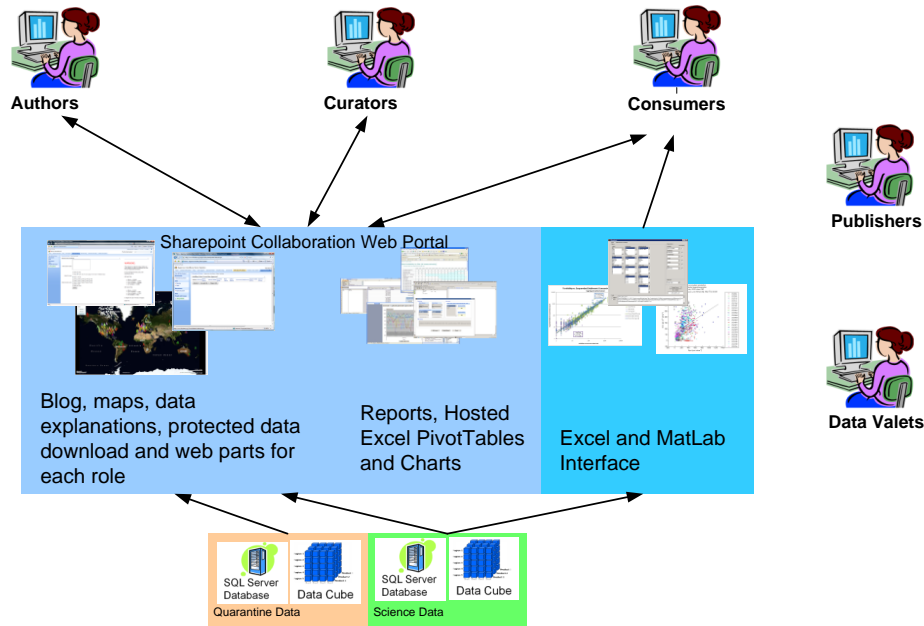 Authors
Curators
Consumers
Publishers
Data Valets
Sharepoint Collaboration Web Portal
Blog, maps, data
explanations, protected data
download and web parts for
each role
Reports, Hosted
Excel PivotTables
and Charts
Excel and MatLab
Interface
SQL Server
Database
Data Cube
Quarantine Data
SQL Server
Database
Data Cube
Science Data